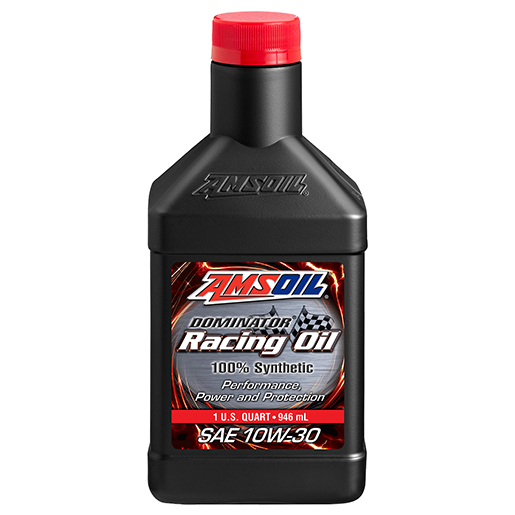 AMSOIL®
AMSOIL
DOMINATOR
Racing Oil
100% Synthetic
Performance,
Power and Protection
1 U.S. QUART • 946 mL
SAE 10W-30